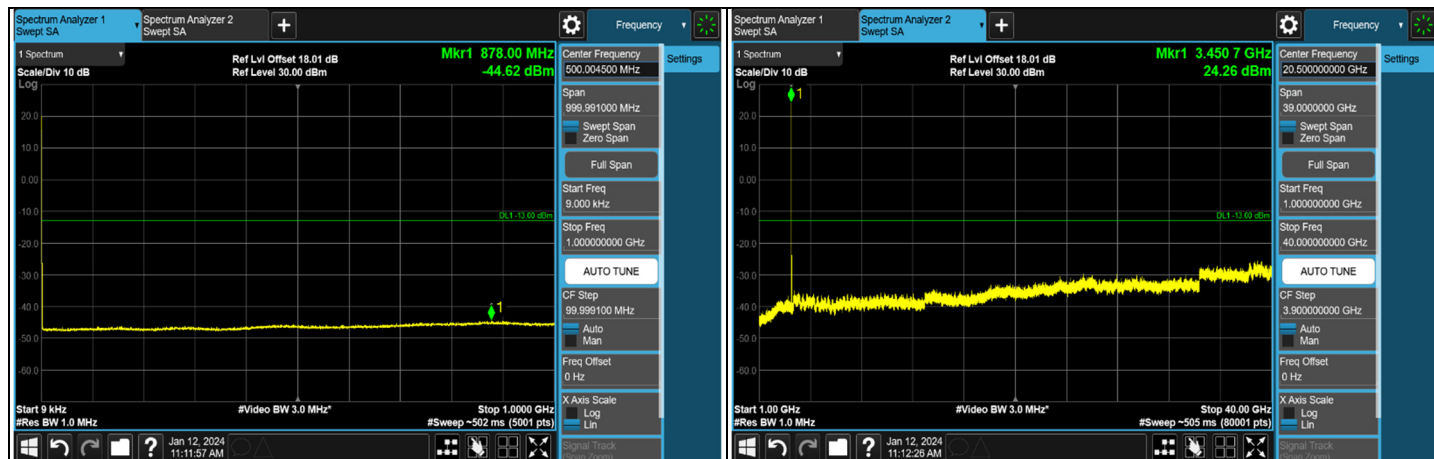 Spectrum Analyzer 1
Swept SA
Spectrum Analyzer 2
Swept SA
+
Frequency
1 Spectrum
Scale/Div 10 dB
Log
Ref Lvl Offset 18.01 dB
Ref Level 30.00 dBm
Mkr1 878.00 MHz
-44.62 dBm
20.0
10.0
0.00
-10.0
-20.0
-30.0
-40.0
-50.0
-60.0
DL1 -13.00 dBm
1
Start 9 kHz
#Res BW 1.0 MHz
#Video BW 3.0 MHz*
Stop 1.0000 GHz
#Sweep ~502 ms (5001 pts)
Center Frequency
500.004500 MHz
Settings
Span
999.991000 MHz
Swept Span
Zero Span
Full Span
Start Freq
9.000 kHz
Stop Freq
1.000000000 GHz
AUTO TUNE
CF Step
99.999100 MHz
Auto
Man
Freq Offset
0 Hz
X Axis Scale
Log
Lin
Signal Track
(Span Zoom)
?
Jan 12, 2024
11:11:57 AM
Spectrum Analyzer 1
Swept SA
Spectrum Analyzer 2
Swept SA
+
Frequency
1 Spectrum
Scale/Div 10 dB
Log
Ref Lvl Offset 18.01 dB
Ref Level 30.00 dBm
Mkr1 3.450 7 GHz
24.26 dBm
1
20.0
10.0
0.00
-10.0
-20.0
-30.0
-40.0
-50.0
-60.0
DL1 -13.00 dBm
Start 1.00 GHz
#Res BW 1.0 MHz
#Video BW 3.0 MHz*
Stop 40.00 GHz
#Sweep ~505 ms (80001 pts)
Center Frequency
20.500000000 GHz
Settings
Span
39.0000000 GHz
Swept Span
Zero Span
Full Span
Start Freq
1.000000000 GHz
Stop Freq
40.000000000 GHz
AUTO TUNE
CF Step
3.900000000 GHz
Auto
Man
Freq Offset
0 Hz
X Axis Scale
Log
Lin
Signal Track
(Span Zoom)
?
Jan 12, 2024
11:12:26 AM